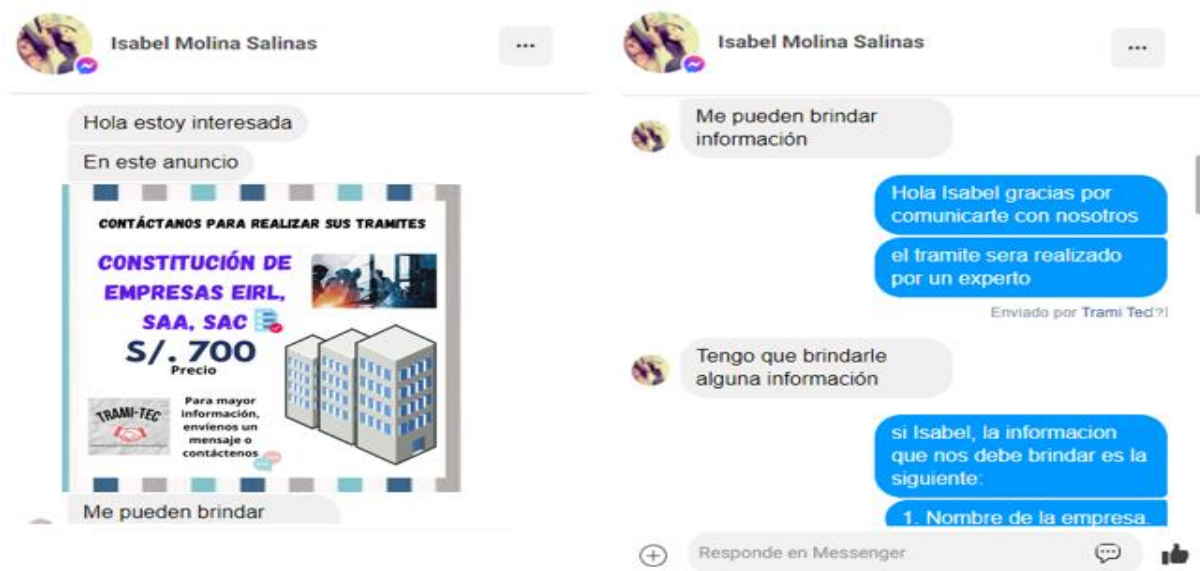 Isabel Molina Salinas
...
Hola estoy interesada
En este anuncio
CONTÁCTANOS PARA REALIZAR SUS TRAMITES
CONSTITUCIÓN DE
EMPRESAS EIRL,
SAA, SAC
S/. 700
Precio
TRAMI-TEC
Para mayor
información,
envíenos un
mensaje o
contáctenos
Me pueden brindar
Isabel Molina Salinas
...
Me pueden brindar
información
Hola Isabel gracias por
comunicarte con nosotros
el tramite sera realizado
por un experto
Enviado por Trami Tec
Tengo que brindarle
alguna información
si Isabel, la informacion
que nos debe brindar es la
siguiente:
1. Nombre de la empresa.
Responde en Messenger